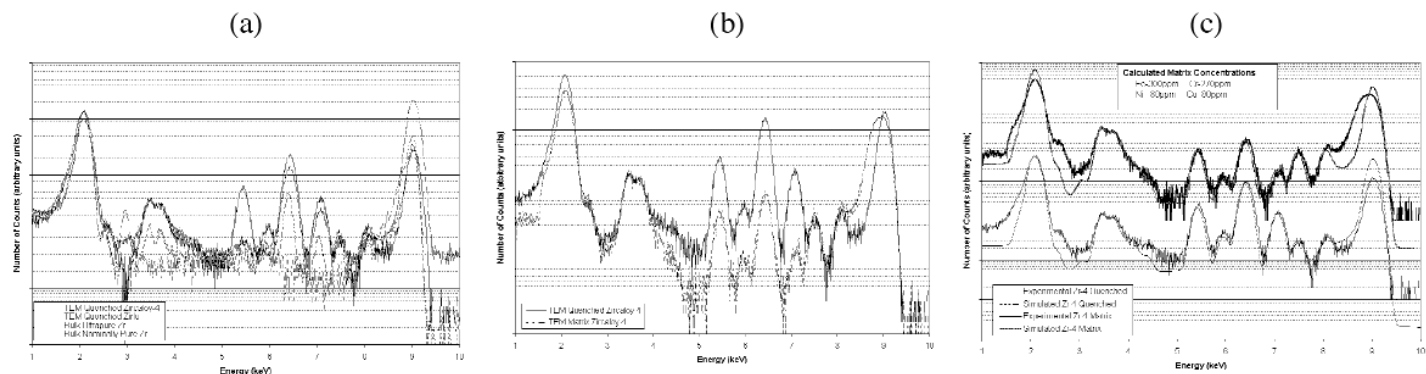 (a)
(b)
(c)
Number of Counts (arbitrary units)
TEM Quenched Zircaloy-4
TEM Quenched Zirlo
Bulk Ultrapure Zr
Bulk Nominally Pure Zr
1 2 3 4 5 6 7 8 9 10
Energy (keV)
Number of Counts (arbitrary units)
TEM Quenched Zircaloy 4
TEM Matrix Zircaloy 4
1 2 3 4 5 6 7 8 9 10
Energy (keV)
Number of Counts (arbitrary units)
Calculated Matrix Concentrations
Experimental Zr-4 Quenched
Simulated Zr-4 Quenched
Experimental Zr-4 Matrix
Simulated Zr-4 Matrix
1 2 3 4 5 6 7 8 9 10
Energy (keV)